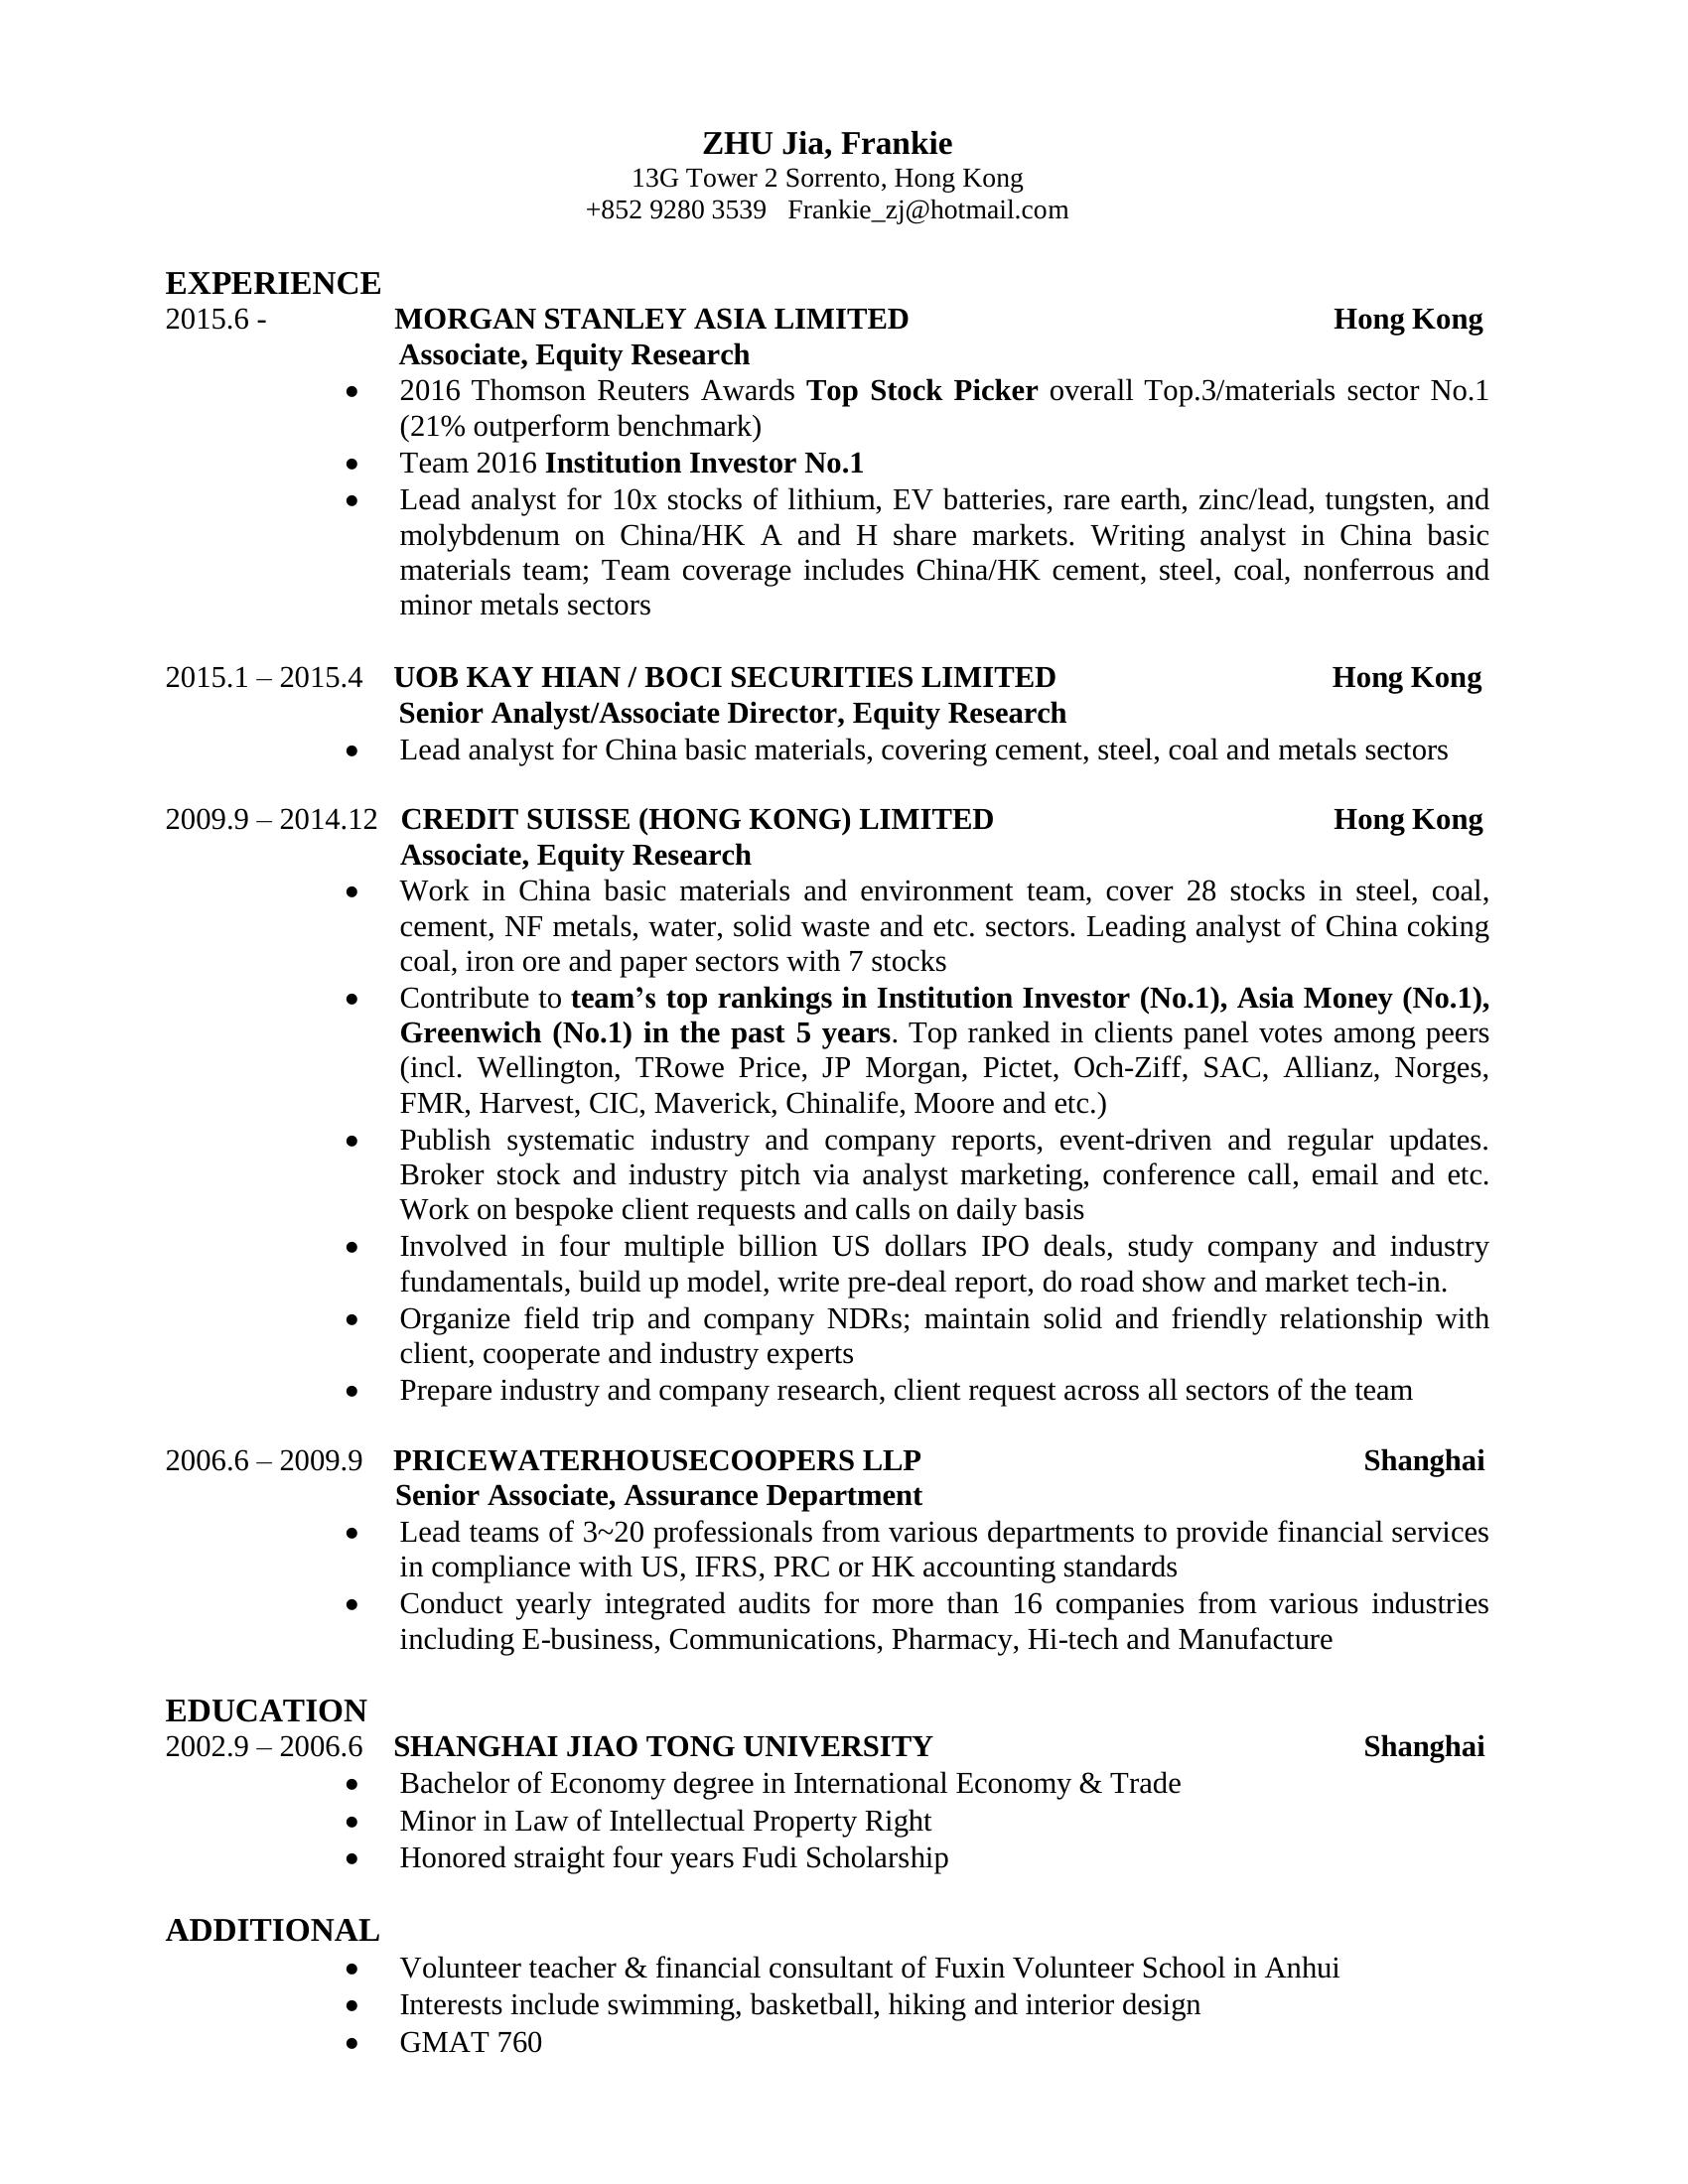 ZHU Jia, Frankie
13G Tower 2 Sorrento, Hong Kong
+852 9280 3539 Frankie_zj@hotmail.com
EXPERIENCE
2015.6 - MORGAN STANLEY ASIA LIMITED Hong Kong
Associate, Equity Research
• 2016 Thomson Reuters Awards Top Stock Picker overall Top.3/materials sector No.1
(21% outperform benchmark)
• Team 2016 Institution Investor No.1
• Lead analyst for 10x stocks of lithium, EV batteries, rare earth, zinc/lead, tungsten, and
molybdenum on China/HK A and H share markets. Writing analyst in China basic
materials team; Team coverage includes China/HK cement, steel, coal, nonferrous and
minor metals sectors
2015.1 – 2015.4 UOB KAY HIAN / BOCI SECURITIES LIMITED Hong Kong
Senior Analyst/Associate Director, Equity Research
• Lead analyst for China basic materials, covering cement, steel, coal and metals sectors
2009.9 – 2014.12 CREDIT SUISSE (HONG KONG) LIMITED Hong Kong
Associate, Equity Research
• Work in China basic materials and environment team, cover 28 stocks in steel, coal,
cement, NF metals, water, solid waste and etc. sectors. Leading analyst of China coking
coal, iron ore and paper sectors with 7 stocks
• Contribute to team’s top rankings in Institution Investor (No.1), Asia Money (No.1),
Greenwich (No.1) in the past 5 years. Top ranked in clients panel votes among peers
(incl. Wellington, TRowe Price, JP Morgan, Pictet, Och-Ziff, SAC, Allianz, Norges,
FMR, Harvest, CIC, Maverick, Chinalife, Moore and etc.)
• Publish systematic industry and company reports, event-driven and regular updates.
Broker stock and industry pitch via analyst marketing, conference call, email and etc.
Work on bespoke client requests and calls on daily basis
• Involved in four multiple billion US dollars IPO deals, study company and industry
fundamentals, build up model, write pre-deal report, do road show and market tech-in.
• Organize field trip and company NDRs; maintain solid and friendly relationship with
client, cooperate and industry experts
• Prepare industry and company research, client request across all sectors of the team
2006.6 – 2009.9 PRICEWATERHOUSECOOPERS LLP Shanghai
Senior Associate, Assurance Department
• Lead teams of 3~20 professionals from various departments to provide financial services
in compliance with US, IFRS, PRC or HK accounting standards
• Conduct yearly integrated audits for more than 16 companies from various industries
including E-business, Communications, Pharmacy, Hi-tech and Manufacture
EDUCATION
2002.9 – 2006.6 SHANGHAI JIAO TONG UNIVERSITY Shanghai
• Bachelor of Economy degree in International Economy & Trade
• Minor in Law of Intellectual Property Right
• Honored straight four years Fudi Scholarship
ADDITIONAL
• Volunteer teacher & financial consultant of Fuxin Volunteer School in Anhui
• Interests include swimming, basketball, hiking and interior design
• GMAT 760